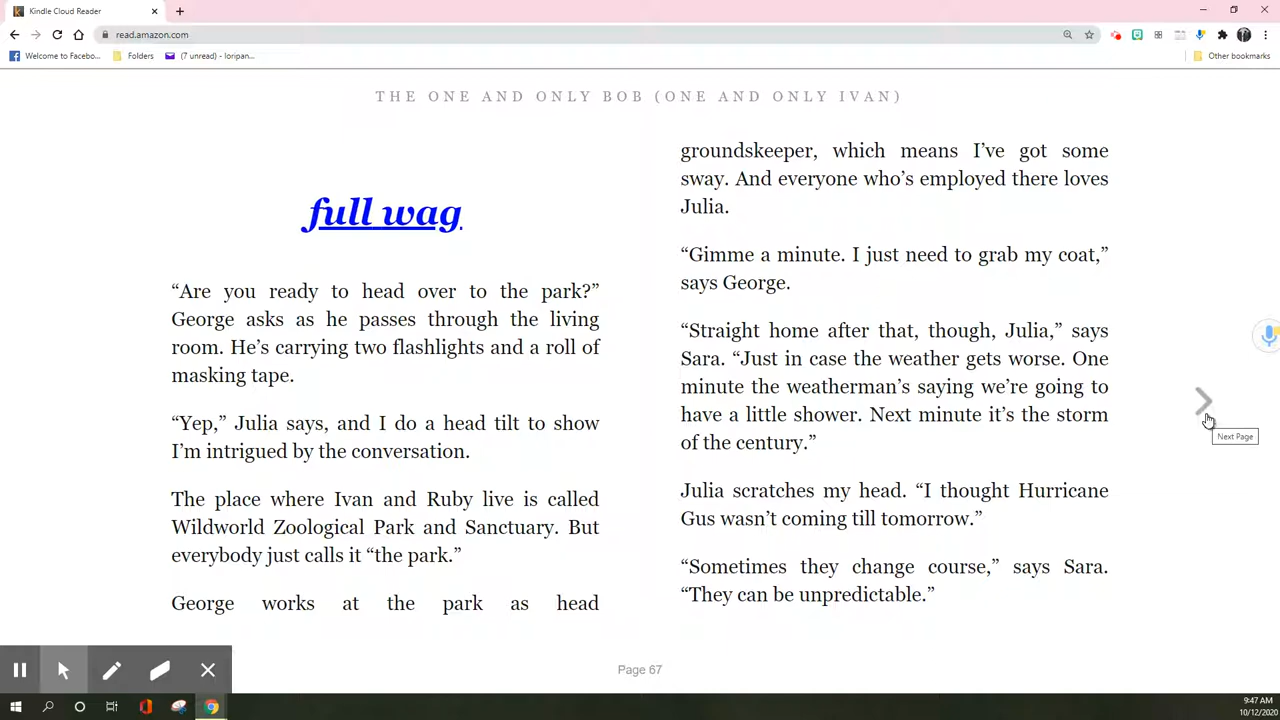 Kindle Cloud Reader
read.amazon.com
Welcome to Facebo...
Folders
(7 unread) - loripan...
Other bookmarks
THE ONE AND ONLY BOB (ONE AND ONLY IVAN)
full wag
“Are you ready to head over to the park?”
George asks as he passes through the living
room. He’s carrying two flashlights and a roll of
masking tape.
“Yep,” Julia says, and I do a head tilt to show
I’m intrigued by the conversation.
The place where Ivan and Ruby live is called
Wildworld Zoological Park and Sanctuary. But
everybody just calls it “the park.”
George works at the park as head
groundskeeper, which means I’ve got some
sway. And everyone who’s employed there loves
Julia.
“Gimme a minute. I just need to grab my coat,”
says George.
“Straight home after that, though, Julia,” says
Sara. “Just in case the weather gets worse. One
minute the weatherman’s saying we’re going to
have a little shower. Next minute it’s the storm
of the century.”
Julia scratches my head. “I thought Hurricane
Gus wasn’t coming till tomorrow.”
“Sometimes they change course,” says Sara.
“They can be unpredictable.”
Next Page
Page 67
9:47 AM
10/12/2020